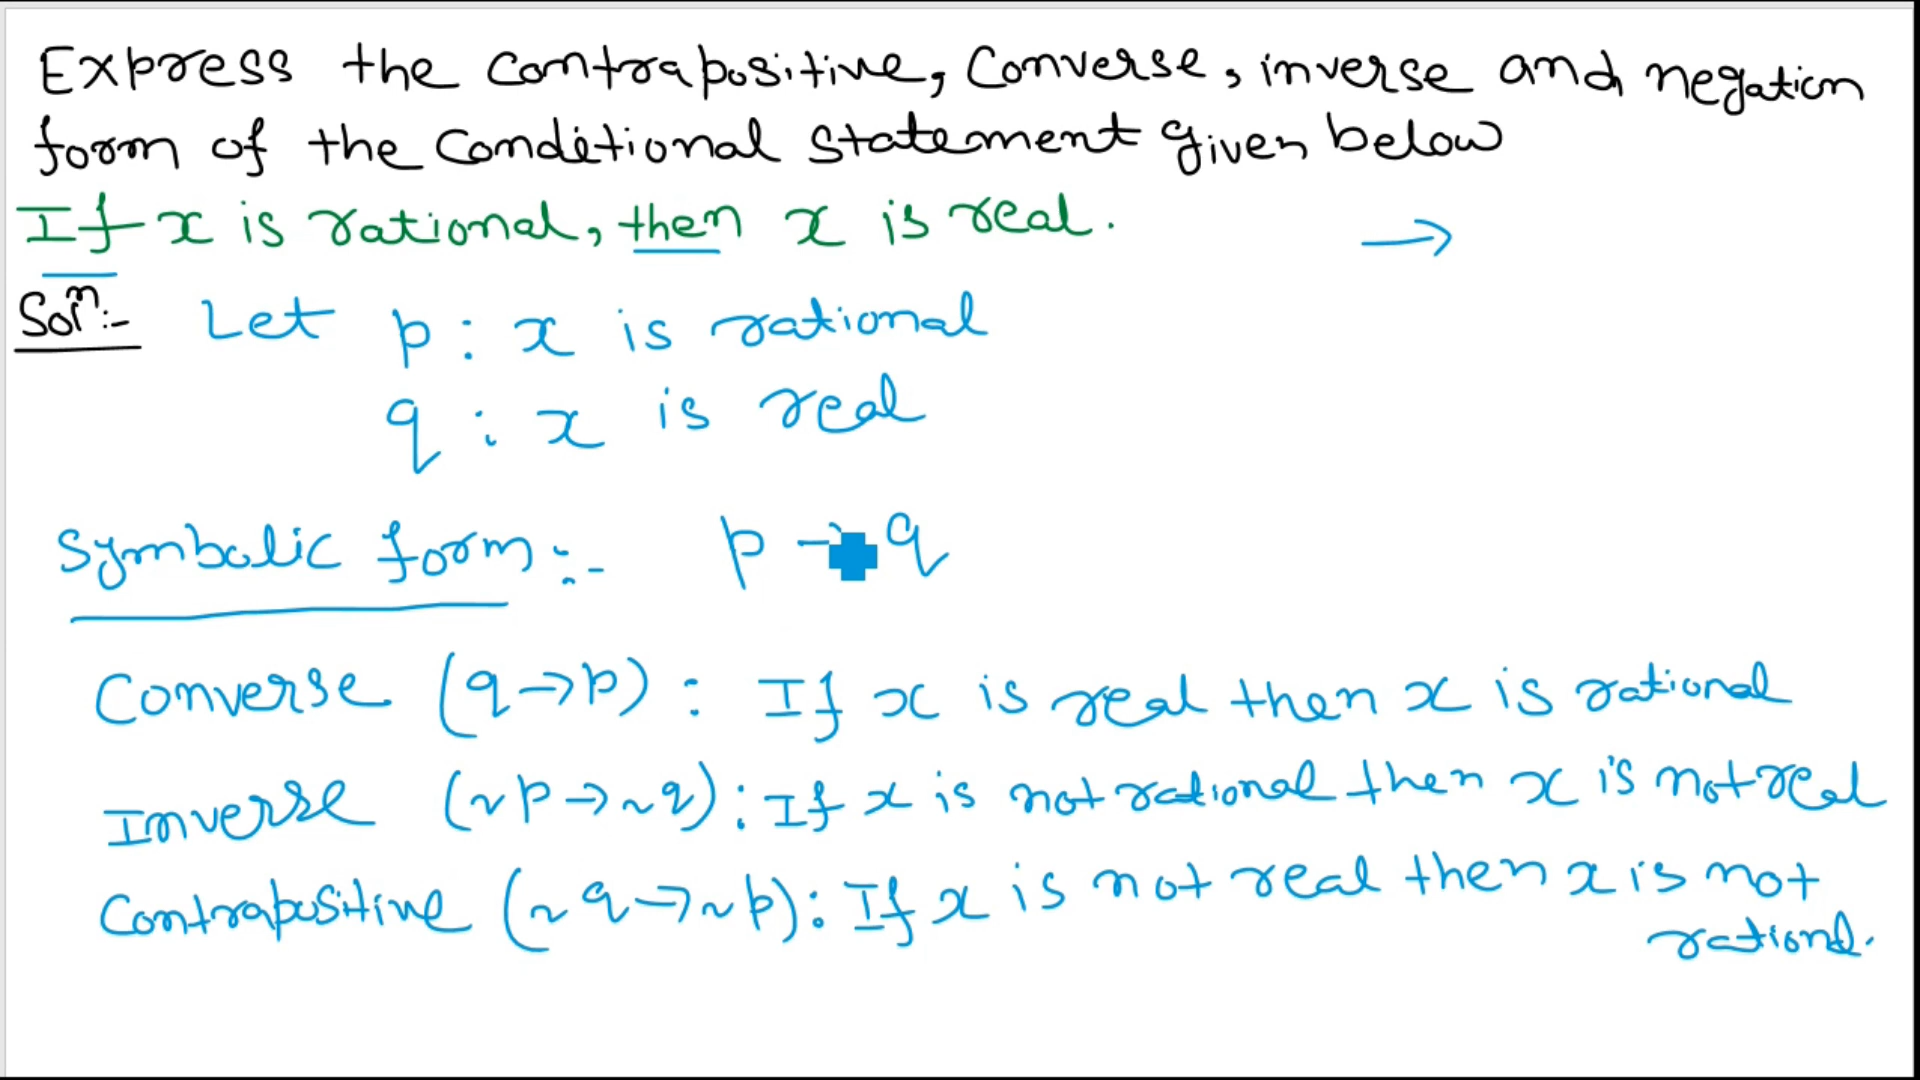 Express the contrapositive, Converse, inverse and negation
form of the Conditional Statement given below
If x is rational, then x is real. →
Solⁿ:- Let p : x is rational
q : x is real
Symbolic form:- p → q
Converse (q→p) : If x is real then x is rational
Inverse (~p→~q) : If x is not rational then x is not real
Contrapositive (~q→~p) : If x is not real then x is not
rational.